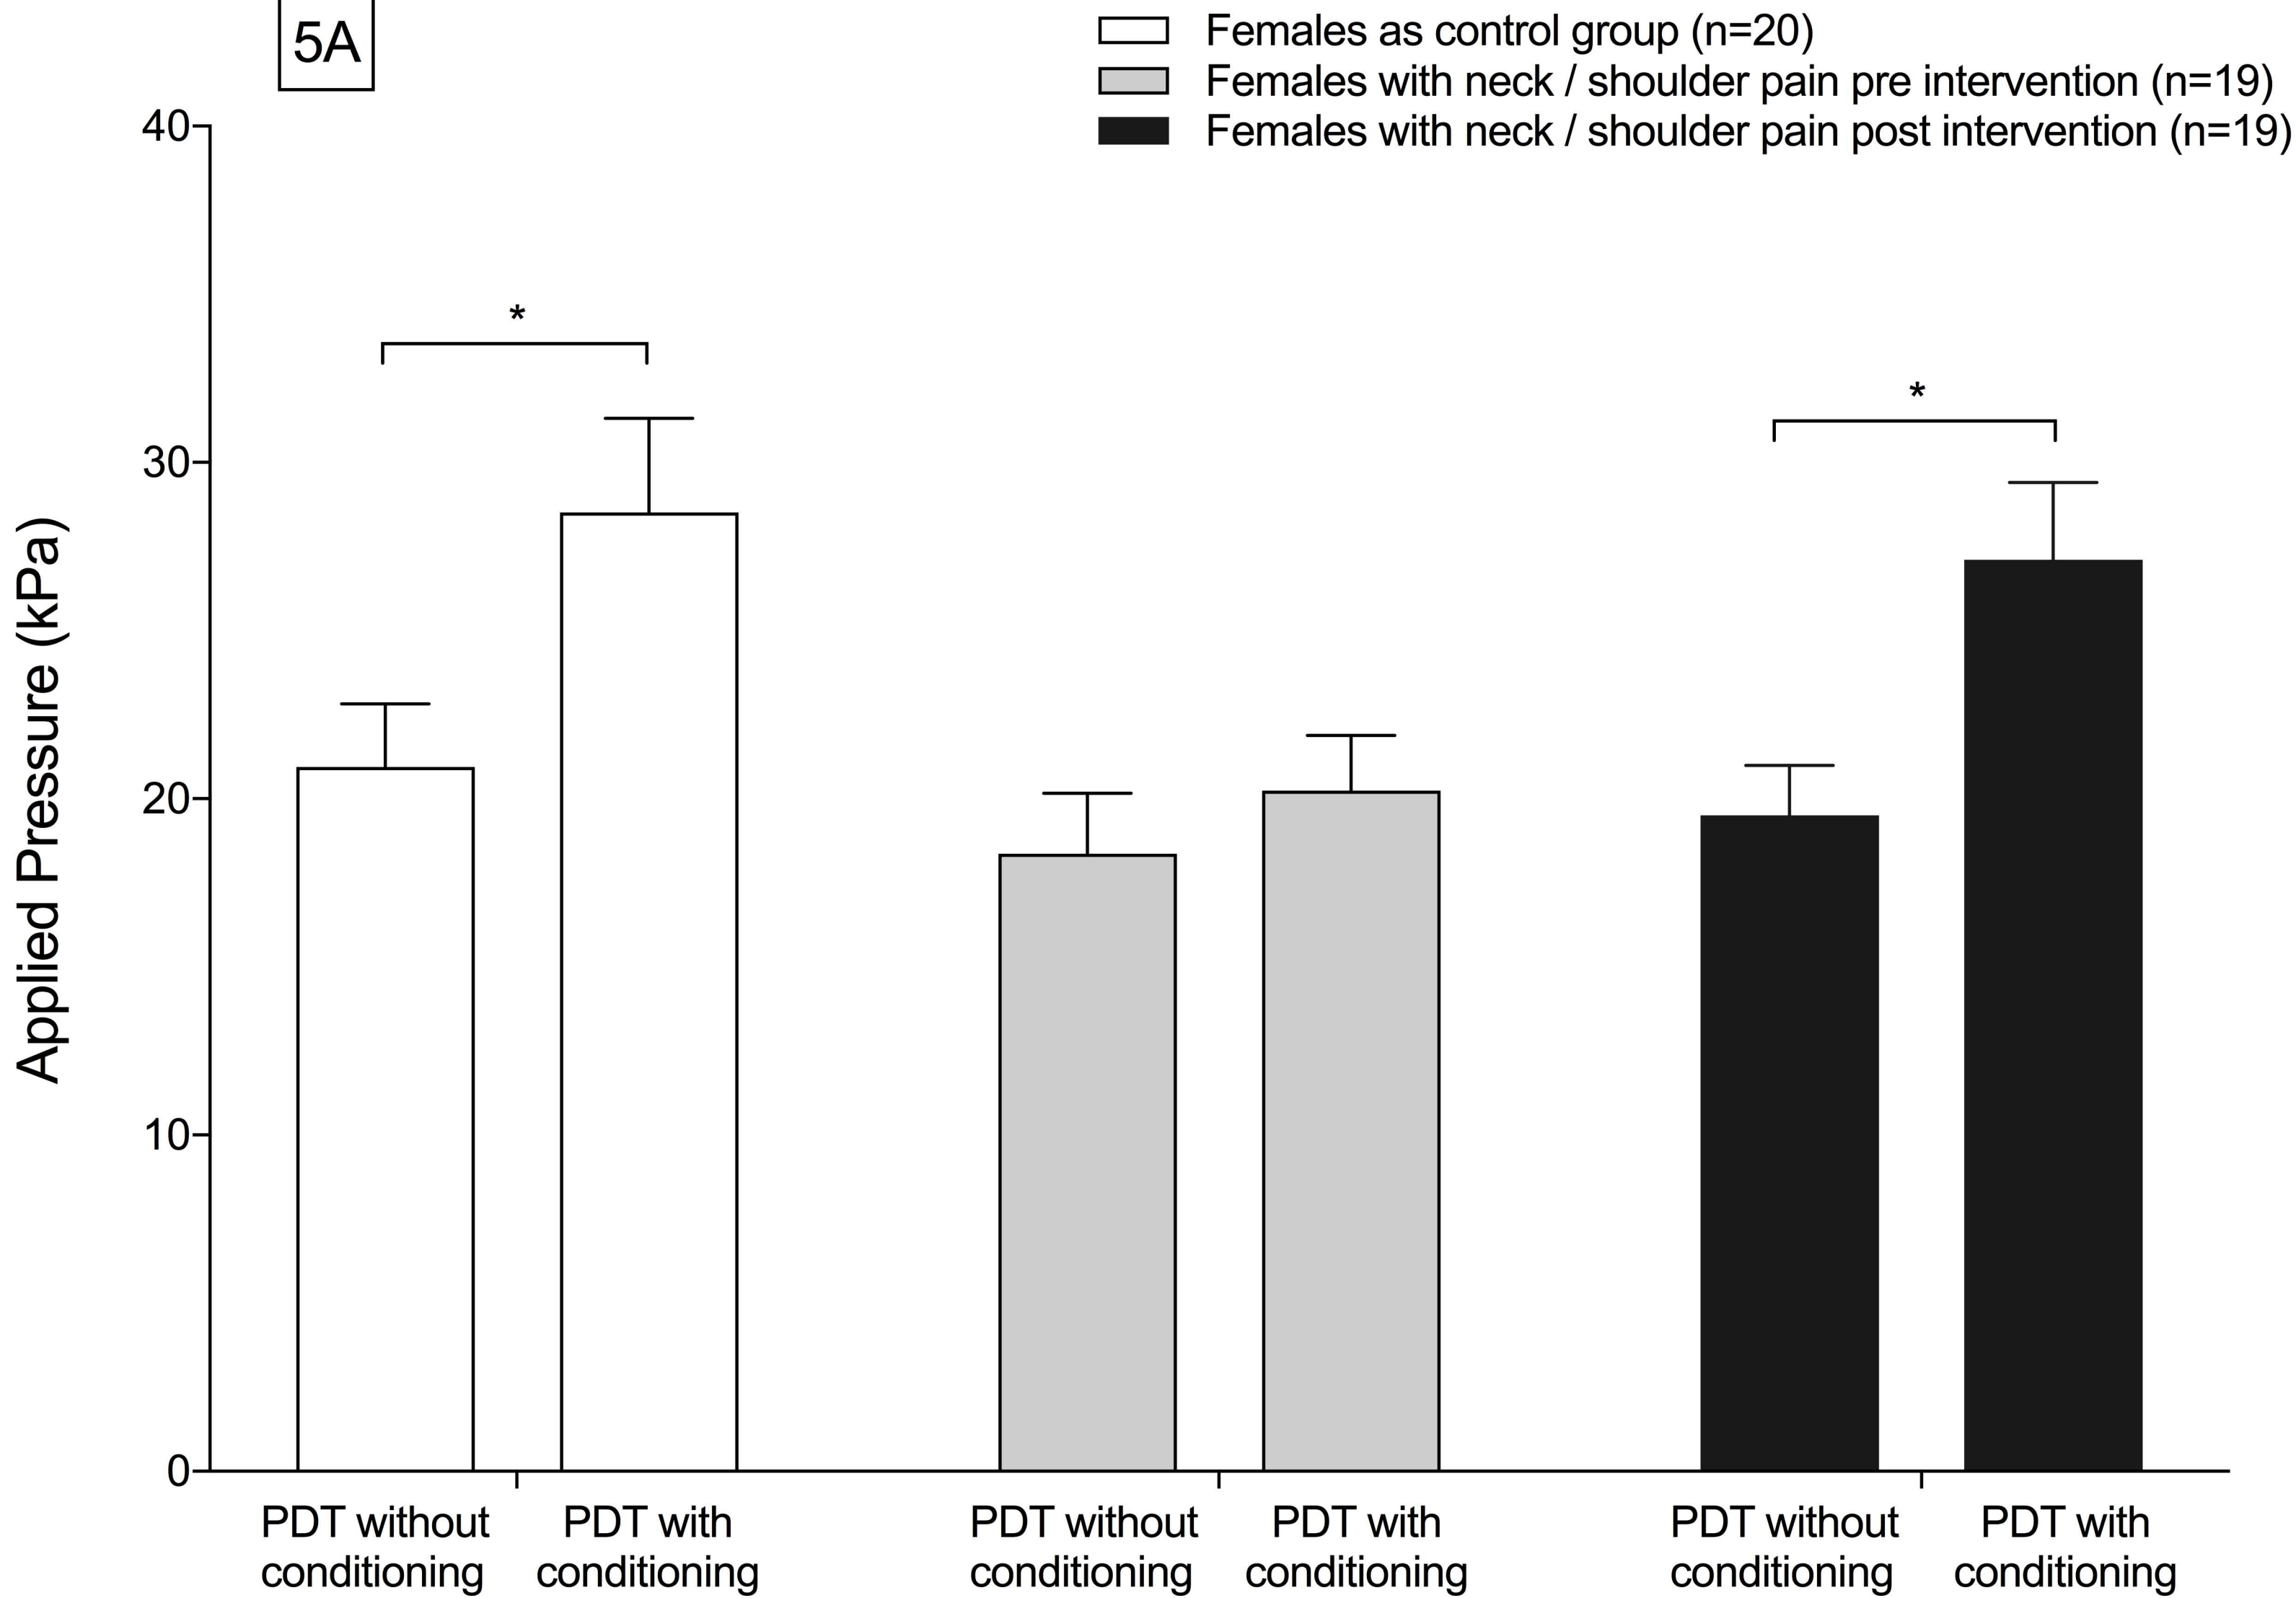 5A
Females as control group (n=20)
Females with neck / shoulder pain pre intervention (n=19)
Females with neck / shoulder pain post intervention (n=19)
Applied Pressure (kPa)
40
30
20
10
0
*
*
PDT without conditioning
PDT with conditioning
PDT without conditioning
PDT with conditioning
PDT without conditioning
PDT with conditioning